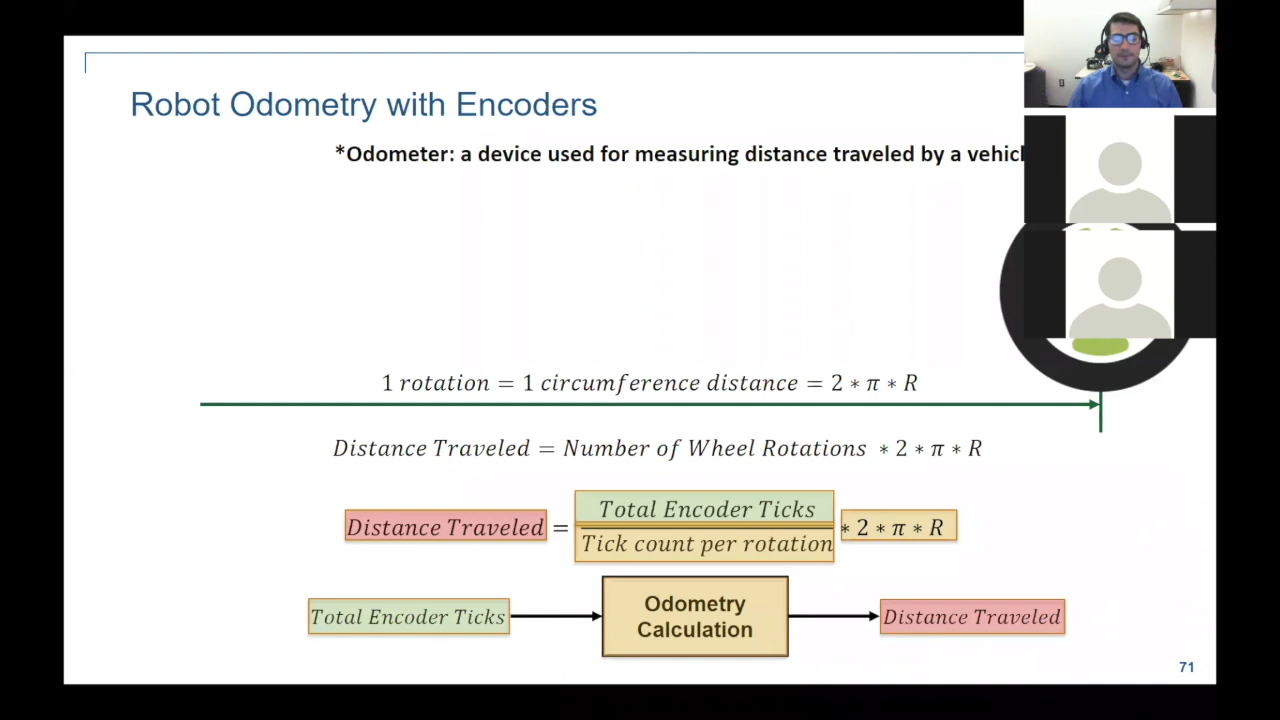 Robot Odometry with Encoders
*Odometer: a device used for measuring distance traveled by a
1 rotation = 1 circumference distance = 2 ∗ π ∗ R
Distance Traveled = Number of Wheel Rotations ∗ 2 ∗ π ∗ R
Total Encoder Ticks
Distance Traveled = ∗ 2 ∗ π ∗ R
Tick count per rotation
Total Encoder Ticks
Odometry
Calculation
Distance Traveled
71